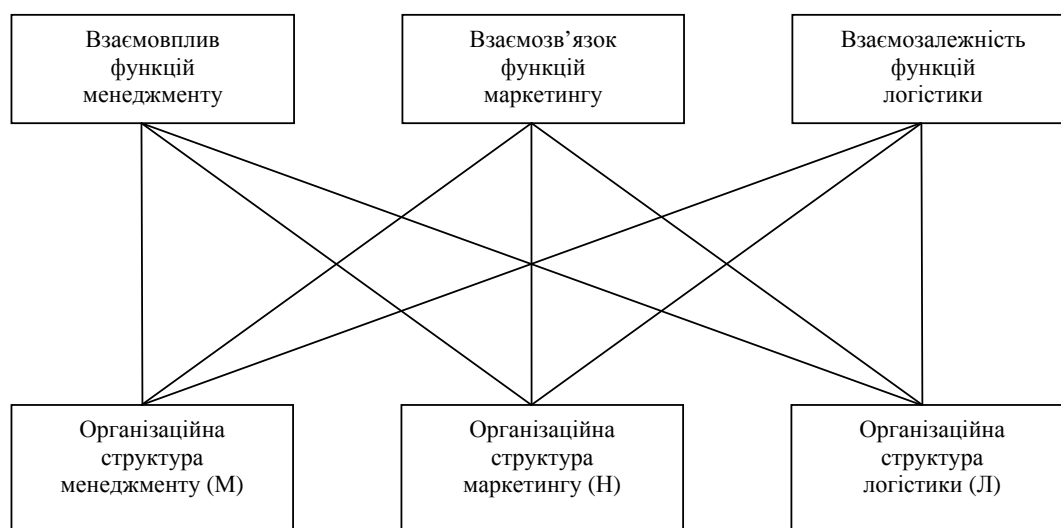 Взаємовплив
функцій
менеджменту
Взаємозв’язок
функцій
маркетингу
Взаємозалежність
функцій
логістики
Організаційна
структура
менеджменту (М)
Організаційна
структура
маркетингу (Н)
Організаційна
структура
логістики (Л)